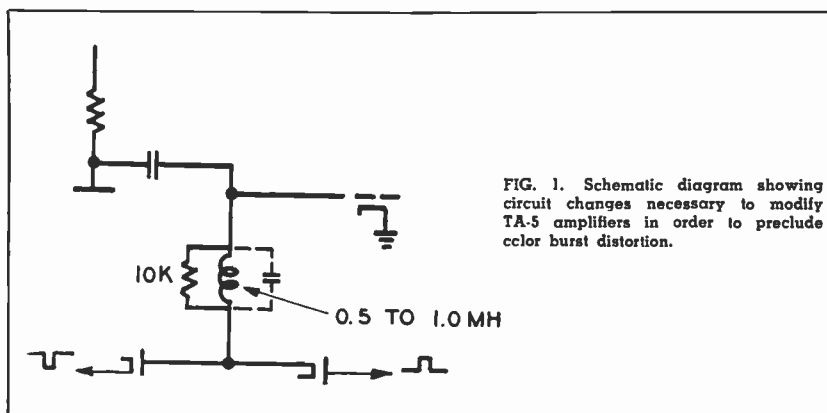 FIG. 1. Schematic diagram showing
circuit changes necessary to modify
TA-5 amplifiers in order to preclude
cclor burst distortion.
10K
0.5 TO 1.0 MH